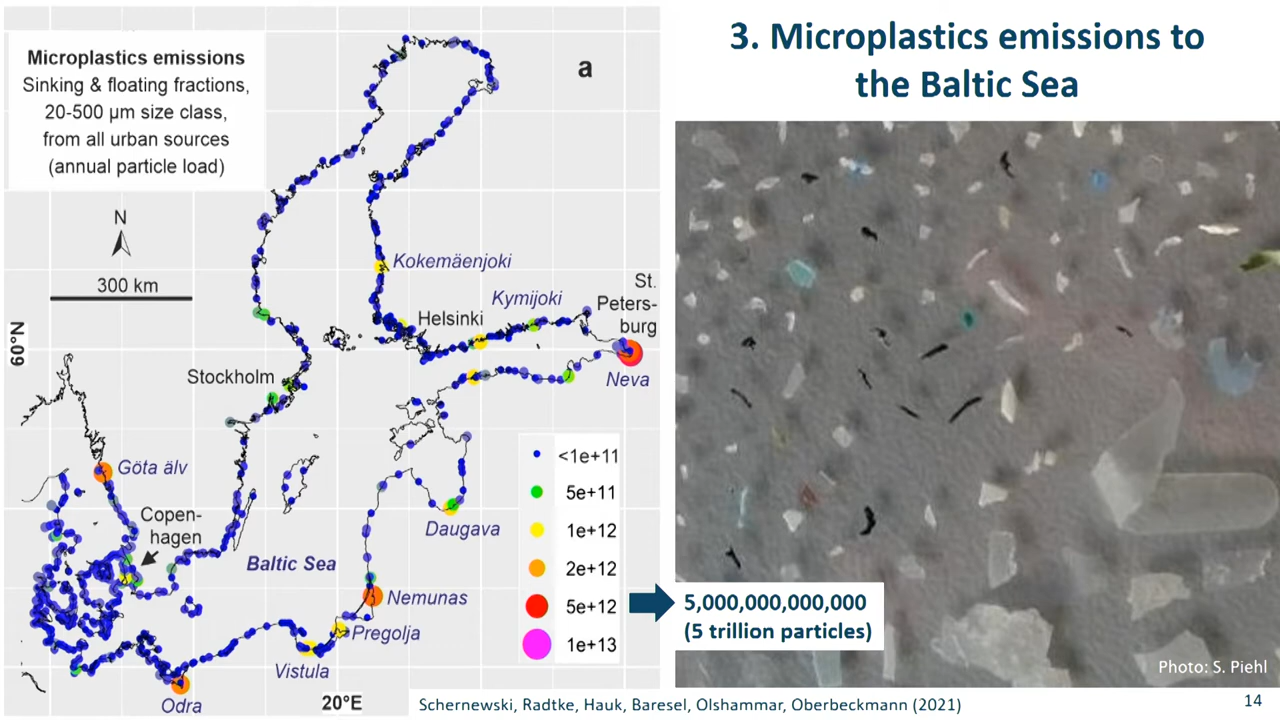 3. Microplastics emissions to
the Baltic Sea
Microplastics emissions
Sinking & floating fractions,
20-500 µm size class,
from all urban sources
(annual particle load)
a
N
300 km
60°N
Kokemäenjoki
Kymijoki
St.
Peters-
burg
Helsinki
Neva
Stockholm
Göta älv
Copen-
hagen
Daugava
Baltic Sea
Nemunas
Pregolja
Vistula
Odra
20°E
<1e+11
5e+11
1e+12
2e+12
5e+12
1e+13
5,000,000,000,000
(5 trillion particles)
Photo: S. Piehl
Schernewski, Radtke, Hauk, Baresel, Olshammar, Oberbeckmann (2021)
14